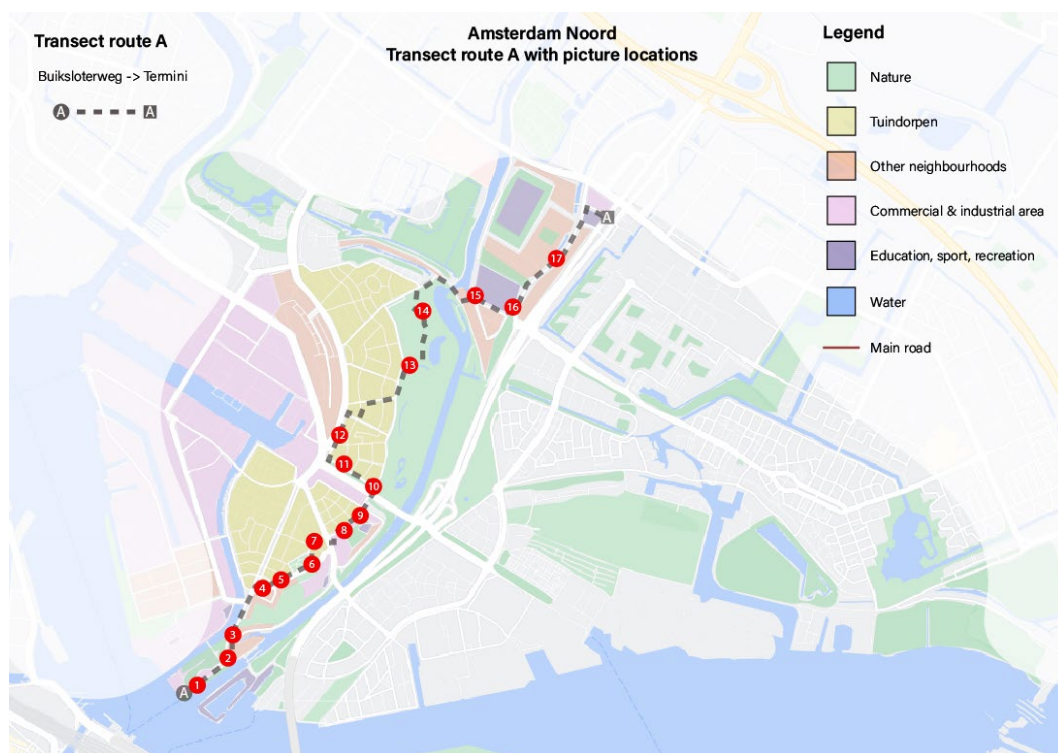 Transect route A
Buiksloterweg -> Termini
A
A
Amsterdam Noord
Transect route A with picture locations
Legend
Nature
Tuindorpen
Other neighbourhoods
Commercial & industrial area
Education, sport, recreation
Water
Main road
A
17
15
16
14
13
12
11
10
9
8
7
6
5
4
3
2
1
A